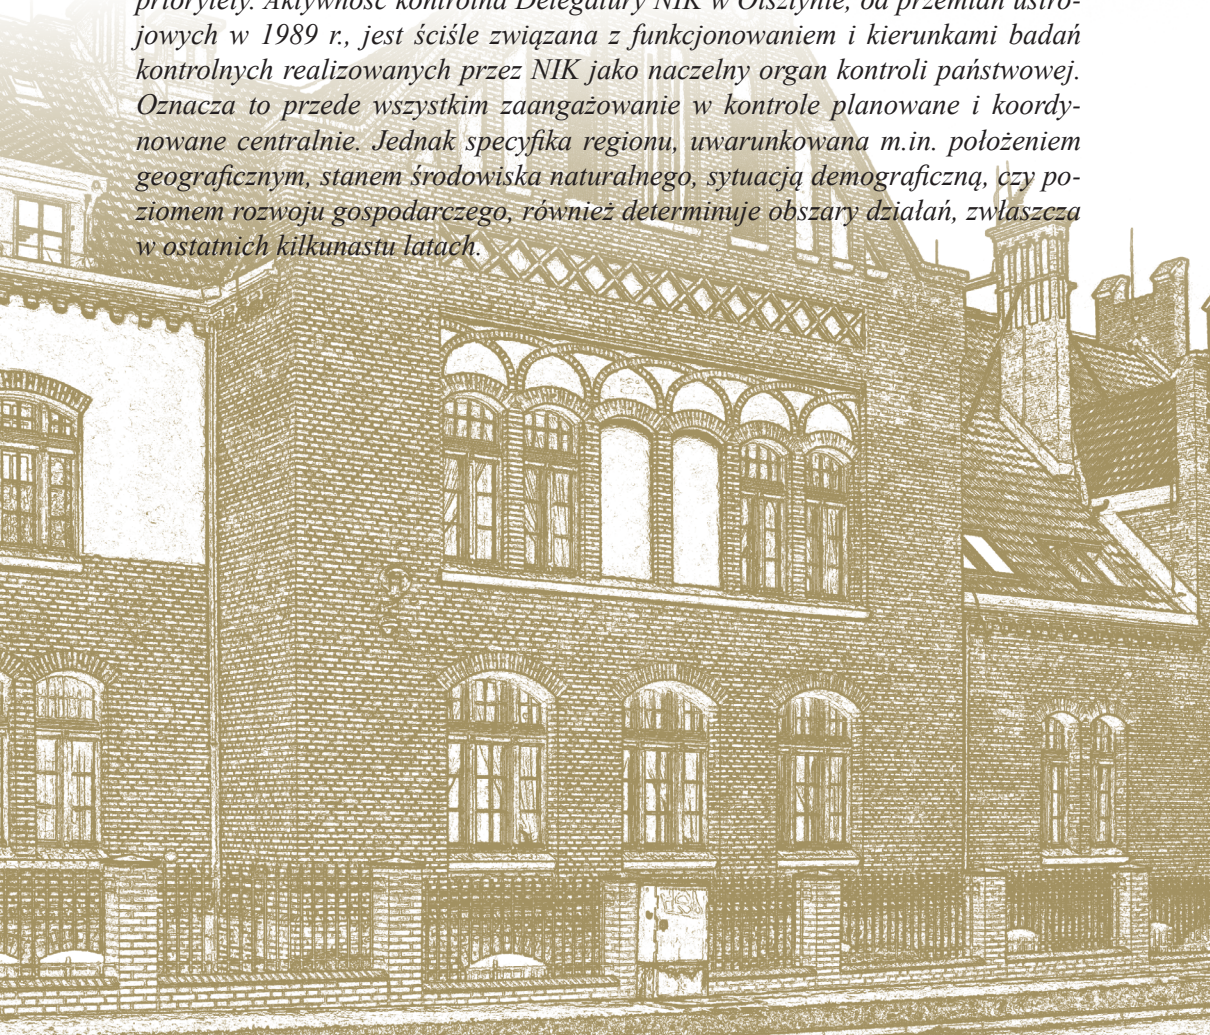 priorytety. Aktywność kontrolna Delegatury NIK w Olsztynie, od przemian ustro-
jowych w 1989 r., jest ściśle związana z funkcjonowaniem i kierunkami badań
kontrolnych realizowanych przez NIK jako naczelny organ kontroli państwowej.
Oznacza to przede wszystkim zaangażowanie w kontrole planowane i koordy-
nowane centralnie. Jednak specyfika regionu, uwarunkowana m.in. położeniem
geograficznym, stanem środowiska naturalnego, sytuacją demograficzną, czy po-
ziomem rozwoju gospodarczego, również determinuje obszary działań, zwłaszcza
w ostatnich kilkunastu latach.